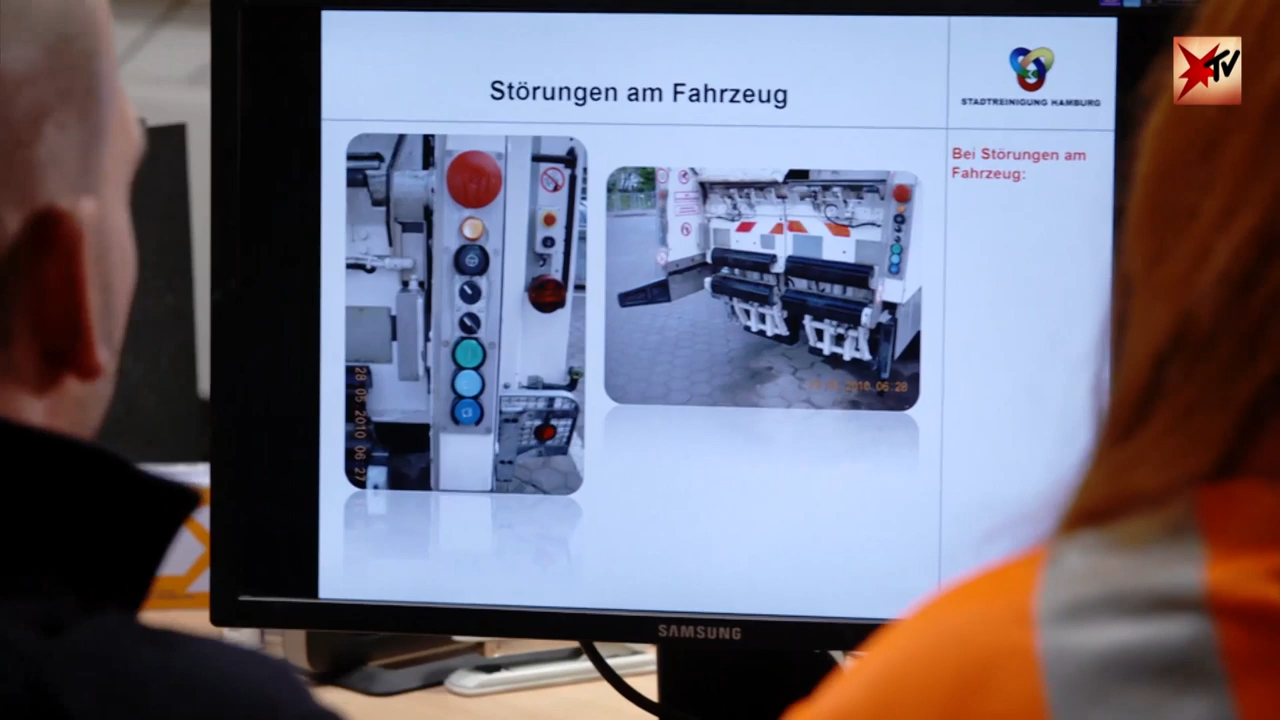 TV
Störungen am Fahrzeug
STADTREINIGUNG HAMBURG
Bei Störungen am
Fahrzeug:
28 05 2010 06 27
2010 06:28
SAMSUNG